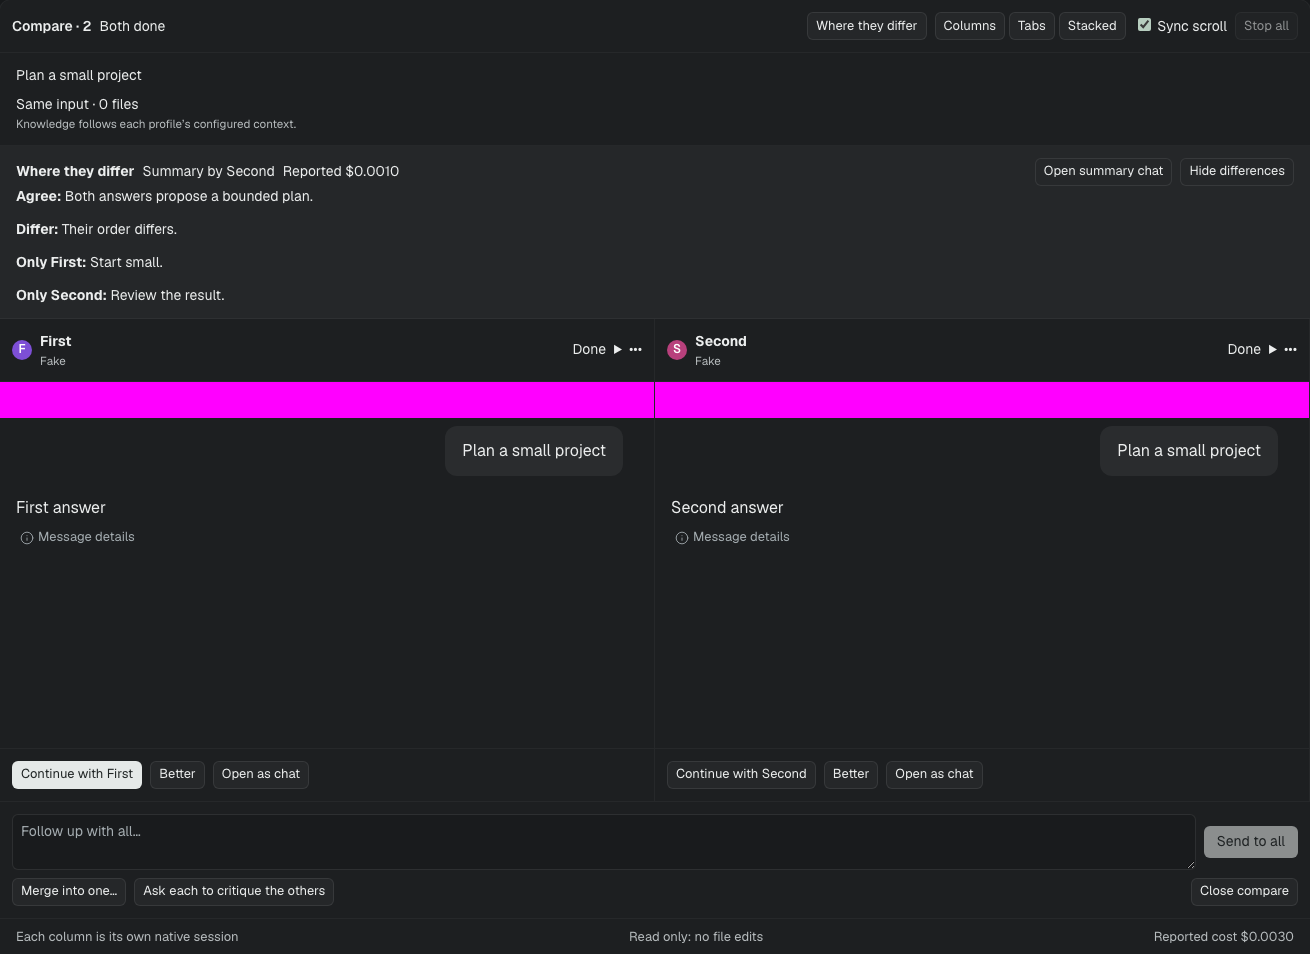 Compare · 2 Both done
Where they differ Columns Tabs Stacked Sync scroll Stop all
Plan a small project
Same input · 0 files
Knowledge follows each profile's configured context.
Where they differ Summary by Second Reported $0.0010
Open summary chat Hide differences
Agree: Both answers propose a bounded plan.
Differ: Their order differs.
Only First: Start small.
Only Second: Review the result.
F First
Fake
Done
S Second
Fake
Done
Plan a small project
First answer
Message details
Plan a small project
Second answer
Message details
Continue with First Better Open as chat
Continue with Second Better Open as chat
Follow up with all…
Send to all
Merge into one… Ask each to critique the others
Close compare
Each column is its own native session
Read only: no file edits
Reported cost $0.0030